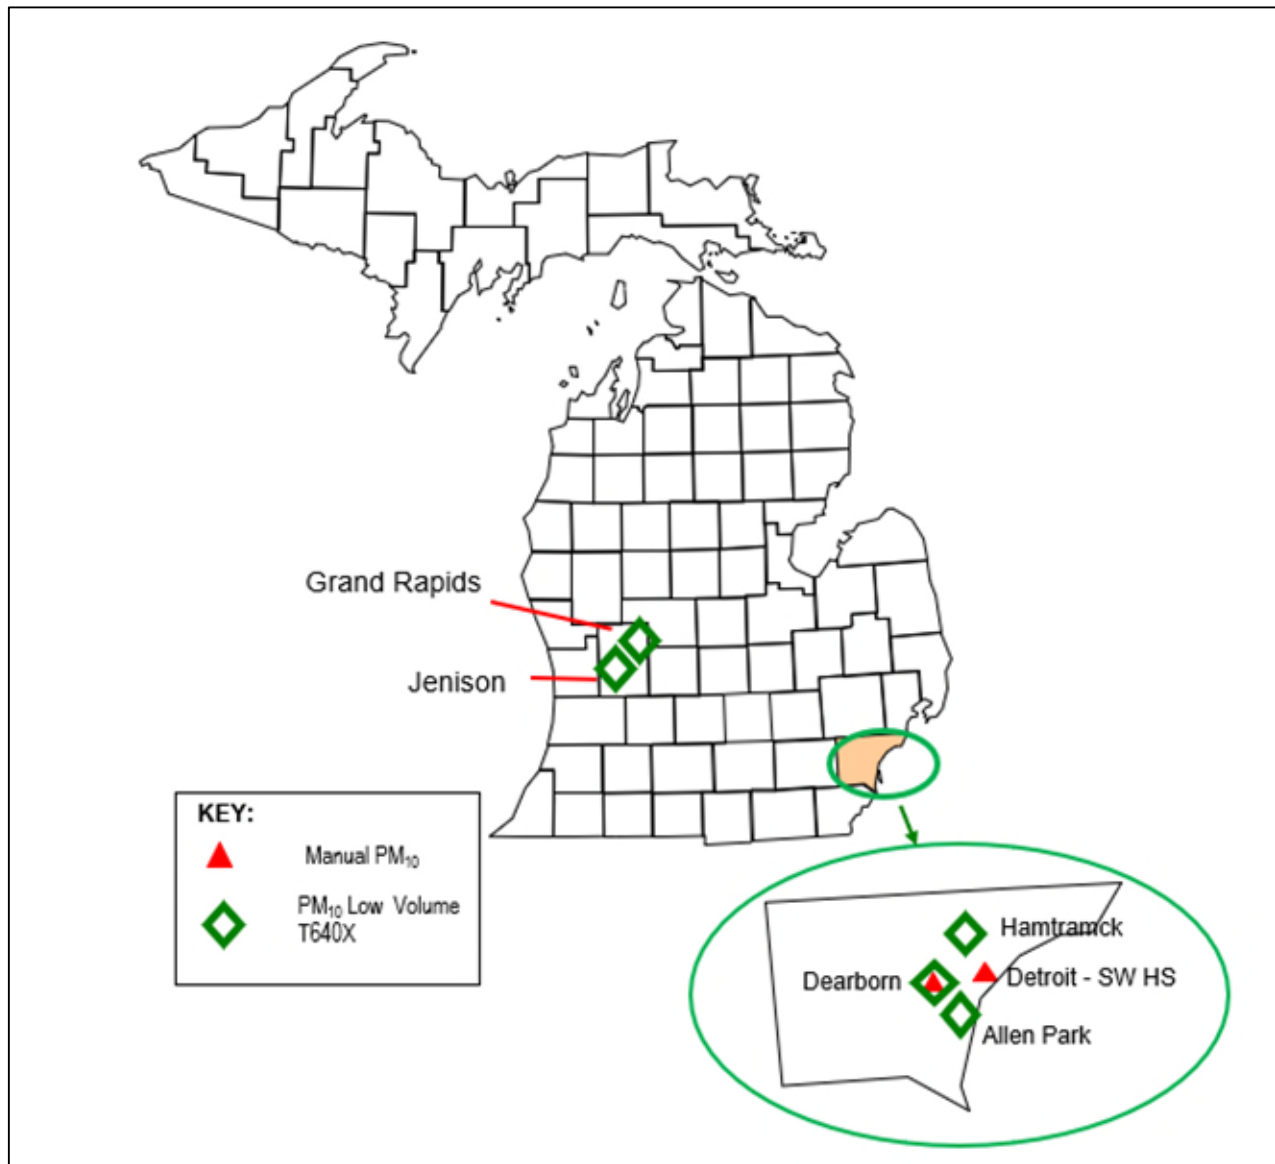 Grand Rapids
Jenison
KEY:
Manual PM₁₀
PM₁₀ Low Volume
T640X
Hamtramck
Dearborn
Detroit - SW HS
Allen Park